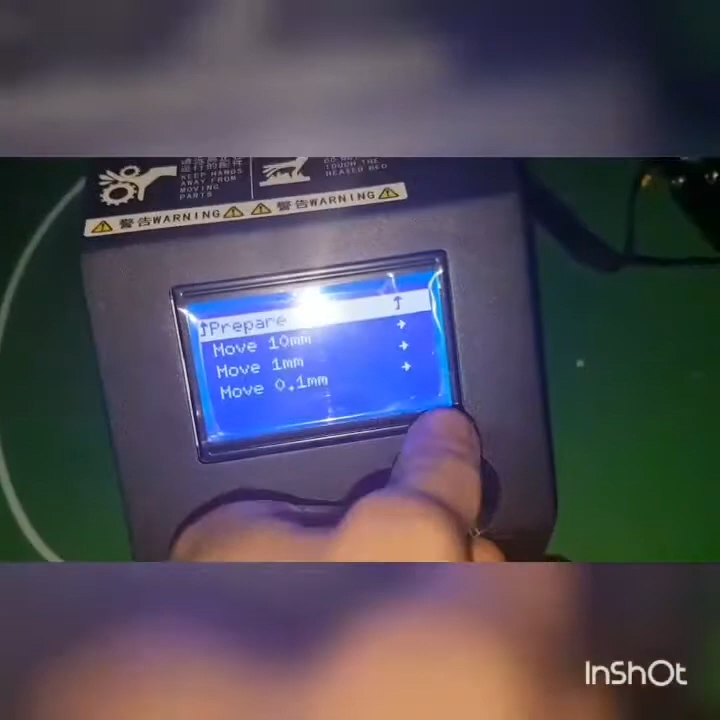 KEEP HANDS
AWAY FROM
MOVING
PARTS
TOUCH THE
HEATED BED
警告WARNING
警告WARNING
Prepare
Move 10mm
Move 1mm
Move 0.1mm
InShOt